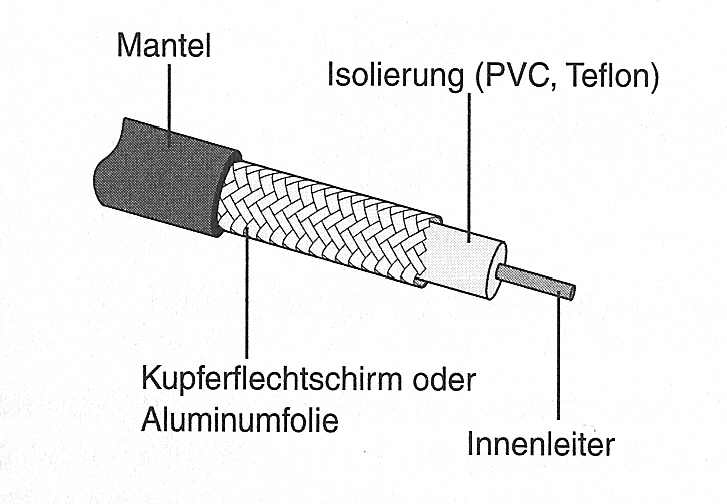 Mantel
Isolierung (PVC, Teflon)
Kupferflechtschirm oder
Aluminumfolie
Innenleiter